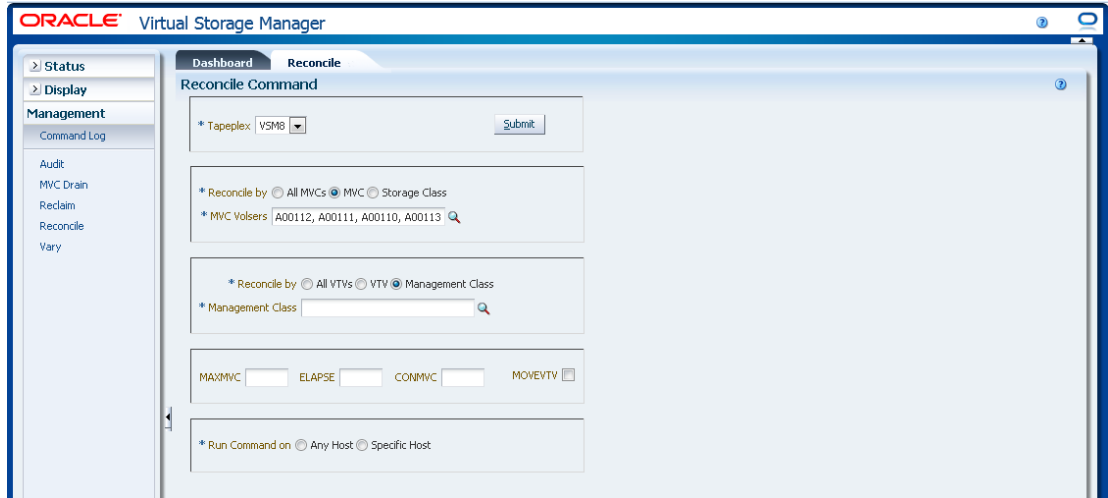 ORACLE Virtual Storage Manager
Status
Display
Management
Command Log
Audit
MVC Drain
Reclaim
Reconcile
Vary
Dashboard Reconcile
Reconcile Command
* Tapeplex VSM8 Submit
* Reconcile by All MVCs MVC Storage Class
* MVC Volsers A00112, A00111, A00110, A00113
* Reconcile by All VTVs VTV Management Class
* Management Class
MAXMVC ELAPSE CONMVC MOVEVTV
* Run Command on Any Host Specific Host